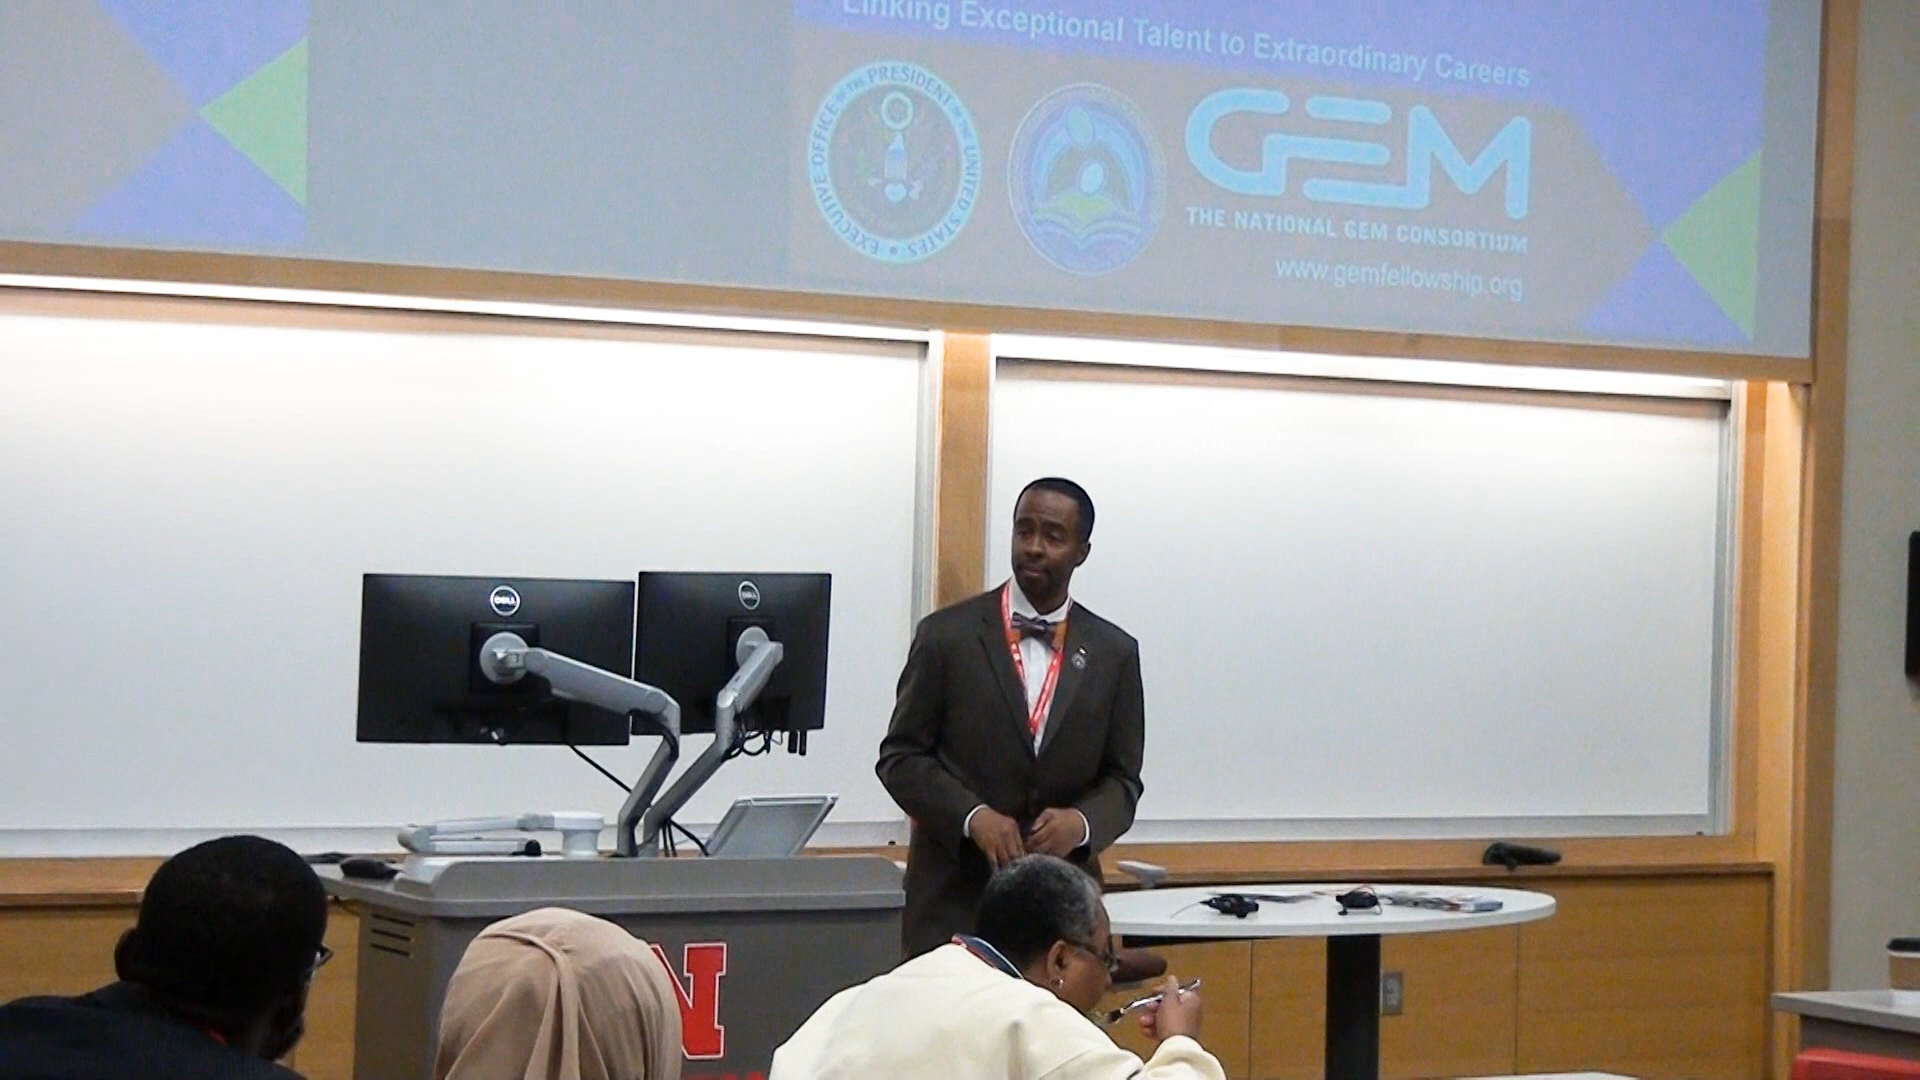 Linking Exceptional Talent to Extraordinary Careers
EXECUTIVE OFFICE OF THE PRESIDENT OF THE UNITED STATES
GEM
THE NATIONAL GEM CONSORTIUM
www.gemfellowship.org
DELL
DELL
N